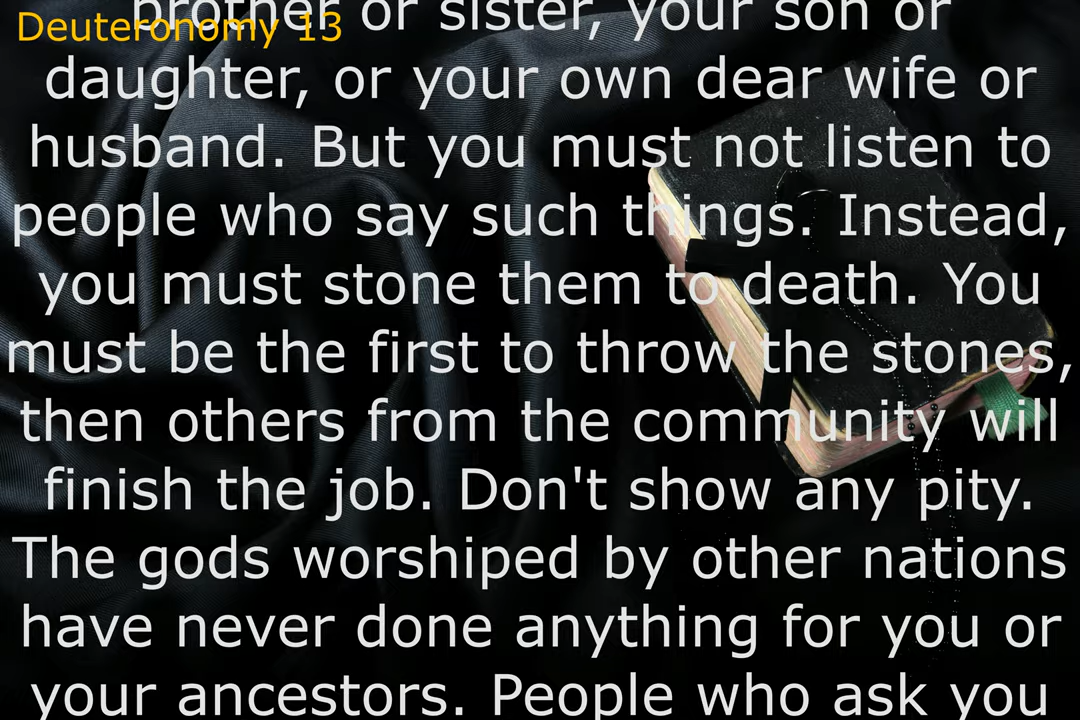 Deuteronomy 13
brother or sister, your son or
daughter, or your own dear wife or
husband. But you must not listen to
people who say such things. Instead,
you must stone them to death. You
must be the first to throw the stones,
then others from the community will
finish the job. Don't show any pity.
The gods worshiped by other nations
have never done anything for you or
your ancestors. People who ask you